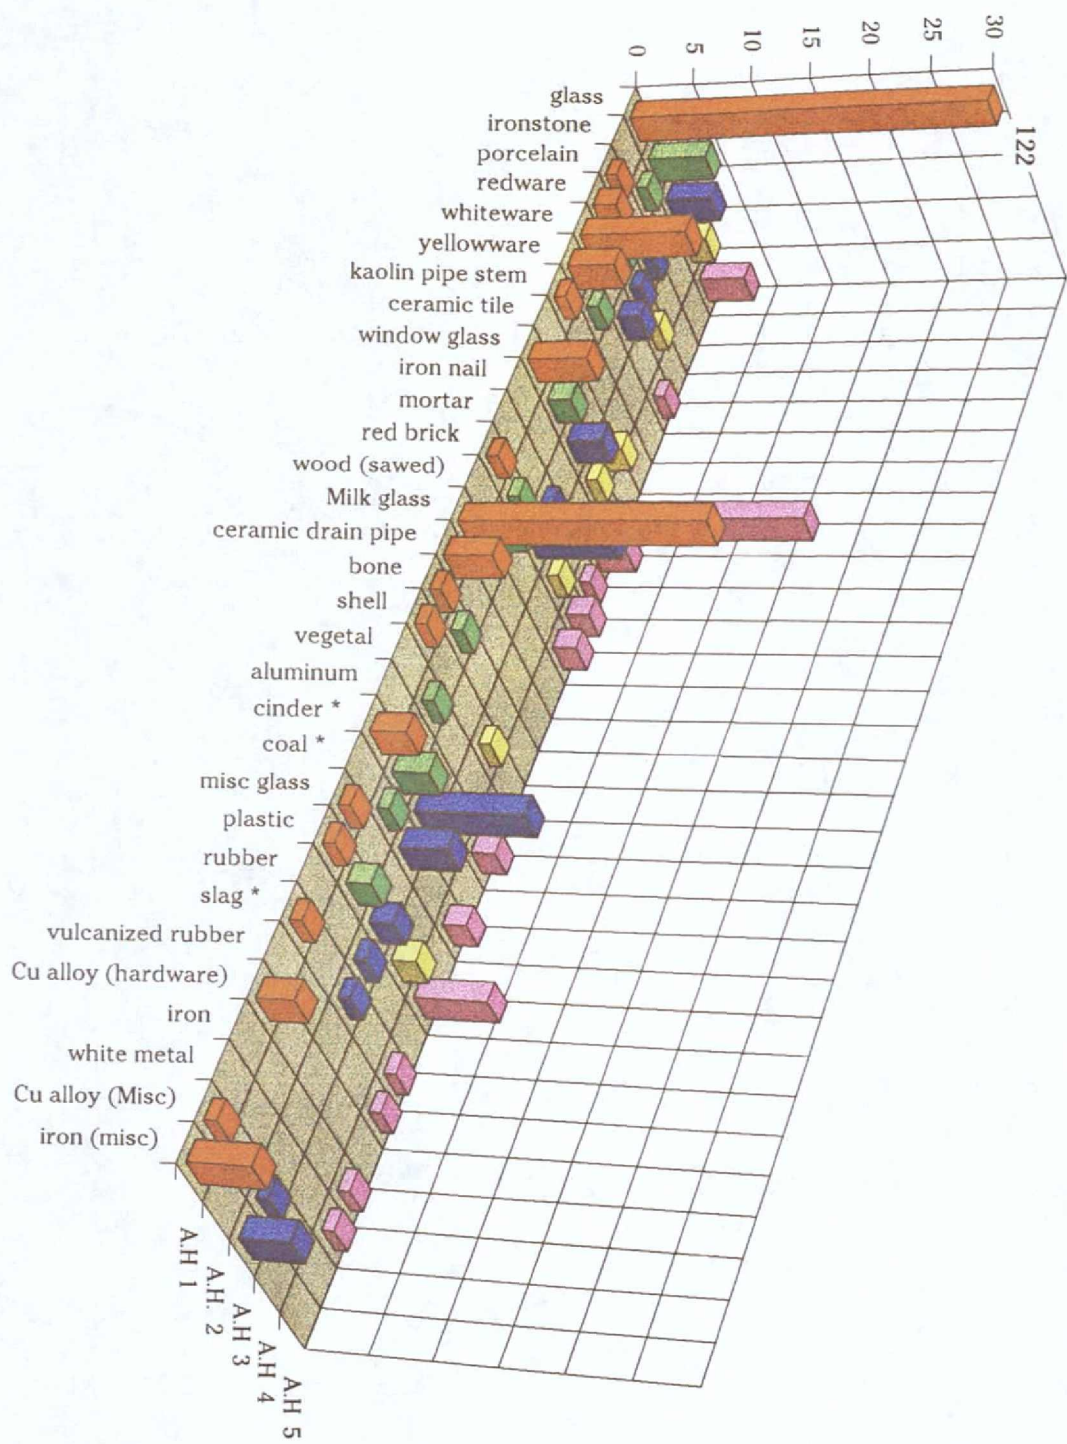 0
5
10
15
20
25
30
122
glass
ironstone
porcelain
redware
whiteware
yellowware
kaolin pipe stem
ceramic tile
window glass
iron nail
mortar
red brick
wood (sawed)
Milk glass
ceramic drain pipe
bone
shell
vegetal
aluminum
cinder *
coal *
misc glass
plastic
rubber
slag *
vulcanized rubber
Cu alloy (hardware)
iron
white metal
Cu alloy (Misc)
iron (misc)
A.H 1
A.H. 2
A.H 3
A.H 4
A.H 5